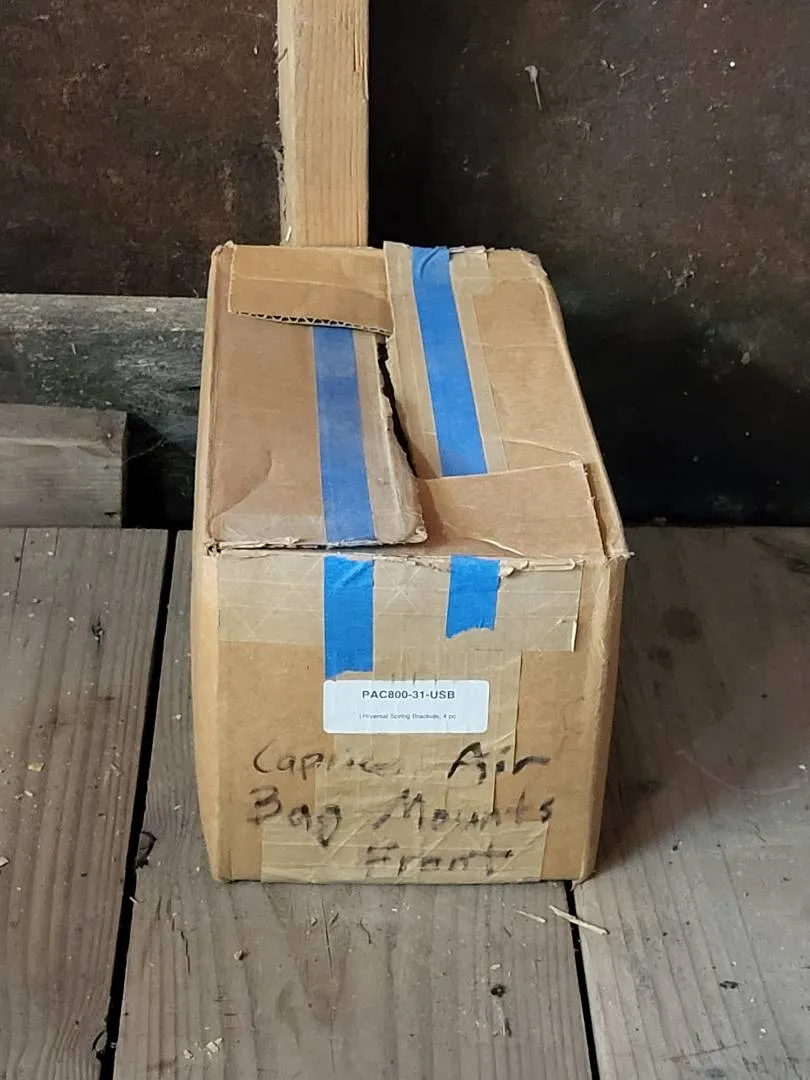 PAC800-31-USB
Universal Spring Brackets, 4 pc
Caprice Air
Bag Mounts
Front